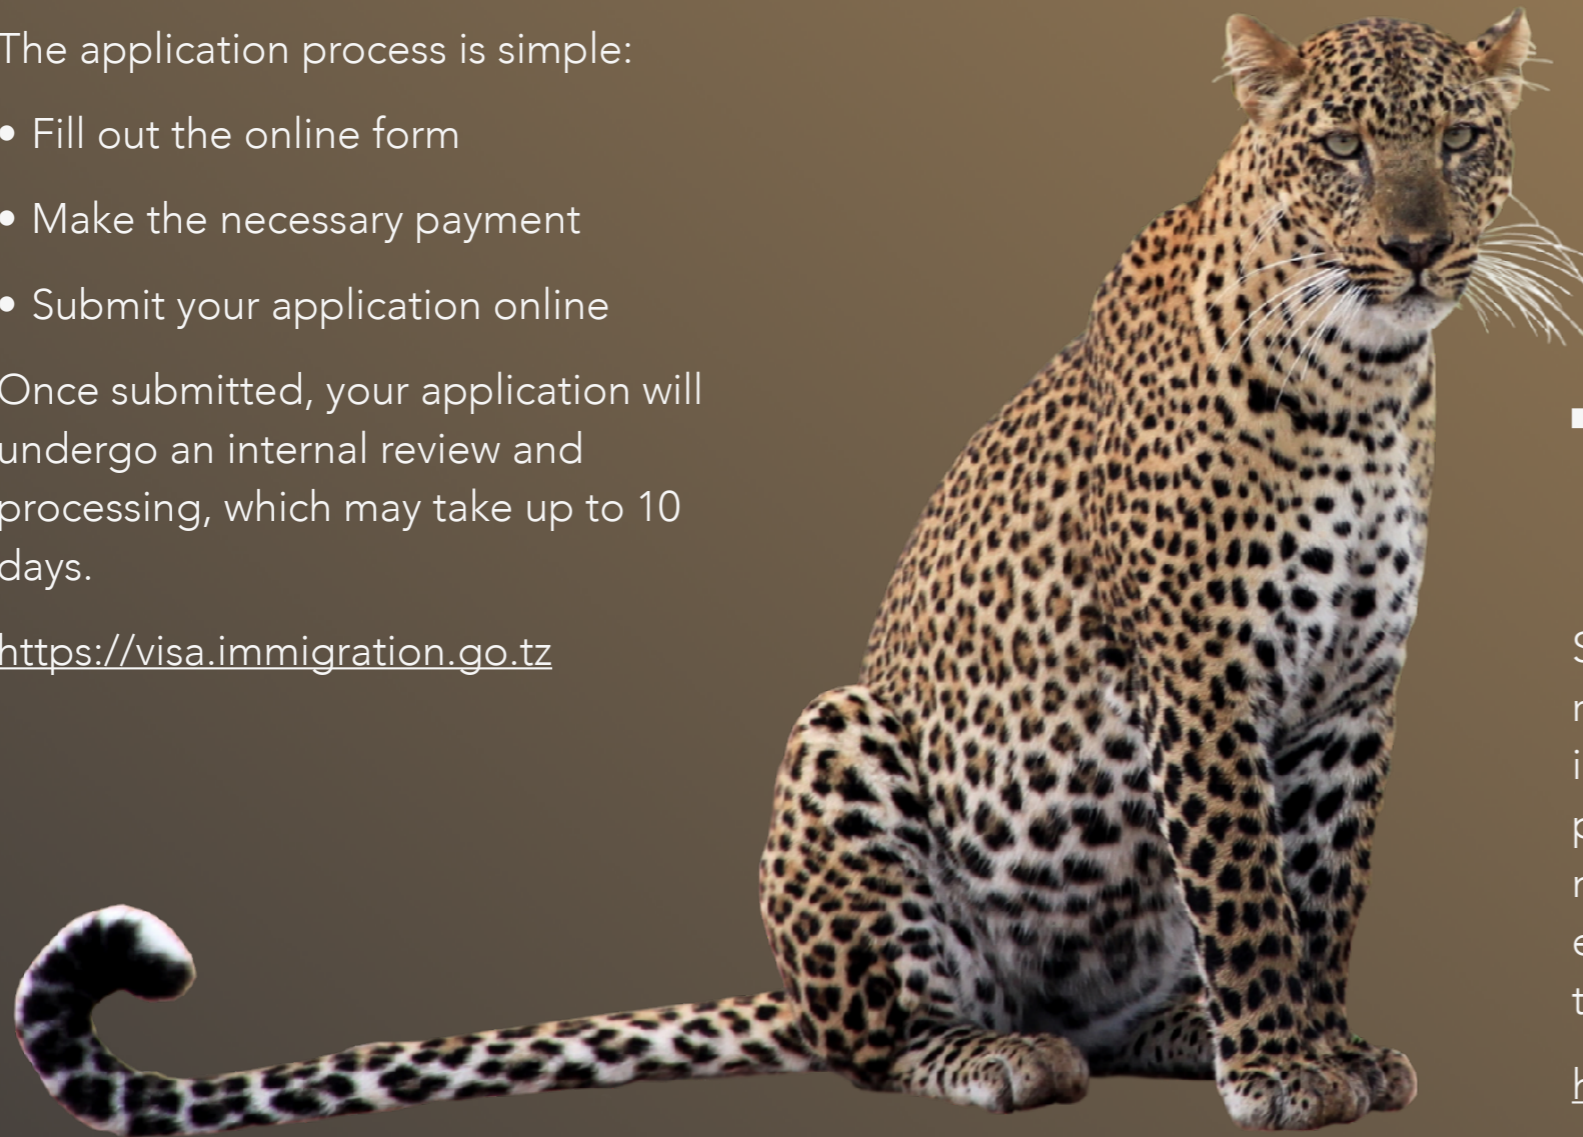 The application process is simple:
• Fill out the online form
• Make the necessary payment
• Submit your application online
Once submitted, your application will
undergo an internal review and
processing, which may take up to 10
days.
https://visa.immigration.go.tz